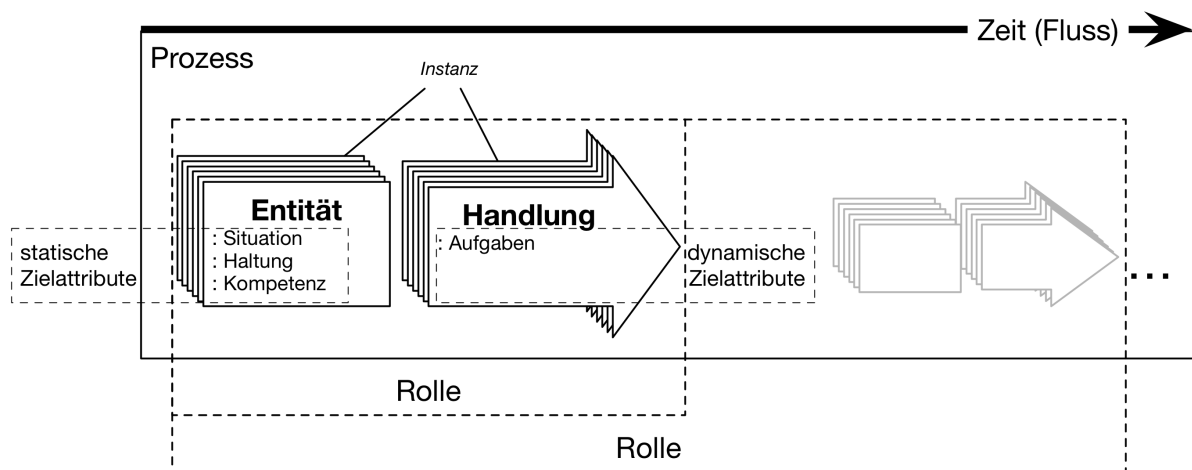 Zeit (Fluss)
Prozess
Instanz
Entität
: Situation
: Haltung
: Kompetenz
Handlung
: Aufgaben
statische
Zielattribute
dynamische
Zielattribute
...
Rolle
Rolle